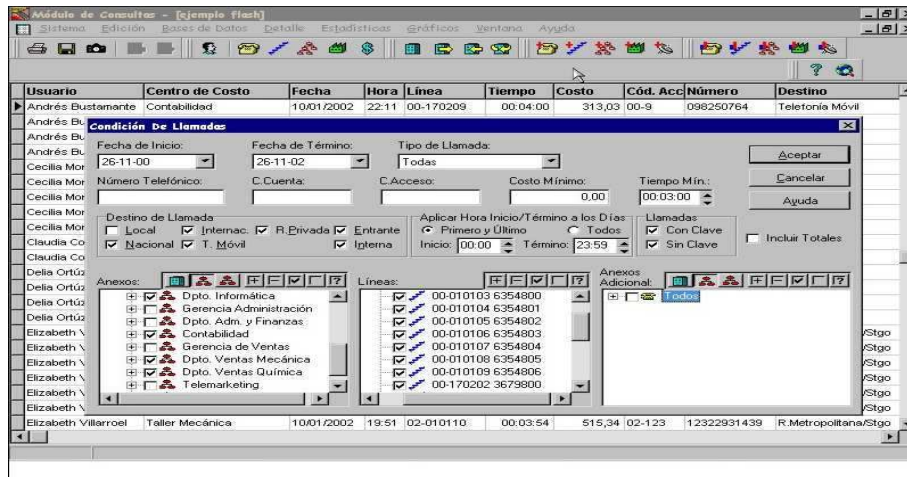 Módulo de Consultas - [ejemplo flash]
Sistema Edición Bases de Datos Detalle Estadísticas Gráficos Ventana Ayuda
Usuario Centro de Costo Fecha Hora Línea Tiempo Costo Cód. Acc Número Destino
Andrés Bustamante Contabilidad 10/01/2002 22:11 00-170209 00:04:00 313,03 00-9 098250764 Telefonía Móvil
Andrés Bu
Condición De Llamadas
Andrés Bu
Andrés Bu
Cecilia Mor
Cecilia Mor
Cecilia Mor
Cecilia Mor
Cecilia Mor
Claudia Co
Claudia Co
Delia Ortúz
Delia Ortúz
Delia Ortúz
Delia Ortúz
Elizabeth V
Elizabeth V
Elizabeth V
Elizabeth V
Elizabeth V
Elizabeth V
Fecha de Inicio: Fecha de Término: Tipo de Llamada:
26-11-00 26-11-02 Todas Aceptar
Número Telefónico: C.Cuenta: C.Acceso: Costo Mínimo: Tiempo Mín.: Cancelar
0,00 00:03:00 Ayuda
Destino de Llamada Aplicar Hora Inicio/Término a los Días Llamadas
Local Internac. R.Privada Entrante Primero y Último Todos Con Clave
Nacional T. Móvil Interna Inicio: 00:00 Término: 23:59 Sin Clave Incluir Totales
Anexos: Líneas: Anexos Adicional:
Dpto. Informática 00-010103 6354800 Todos
Gerencia Administración 00-010104 6354801
Dpto. Adm. y Finanzas 00-010105 6354802
Contabilidad 00-010106 6354803
Gerencia de Ventas 00-010107 6354804
Dpto. Ventas Mecánica 00-010108 6354805
Dpto. Ventas Química 00-010109 6354806
Telemarketing 00-170202 3679800
/Stgo
/Stgo
/Stgo
/Stgo
/Stgo
Elizabeth Villarroel Taller Mecánica 10/01/2002 19:51 02-010110 00:03:54 515,34 02-123 12322931439 R.Metropolitana/Stgo